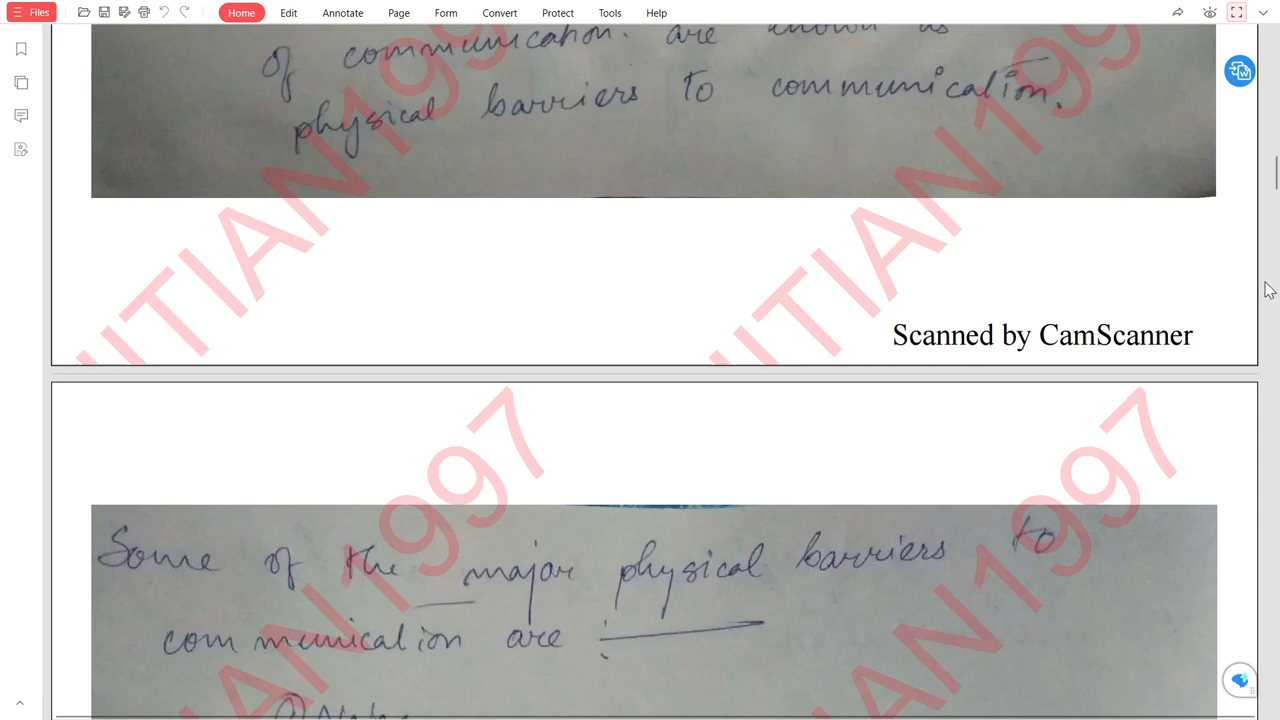 Files
Home
Edit
Annotate
Page
Form
Convert
Protect
Tools
Help
of communication. are known as
physical barriers to communication.
Scanned by CamScanner
Some of the major physical barriers to
communication are :
NITIAN1997